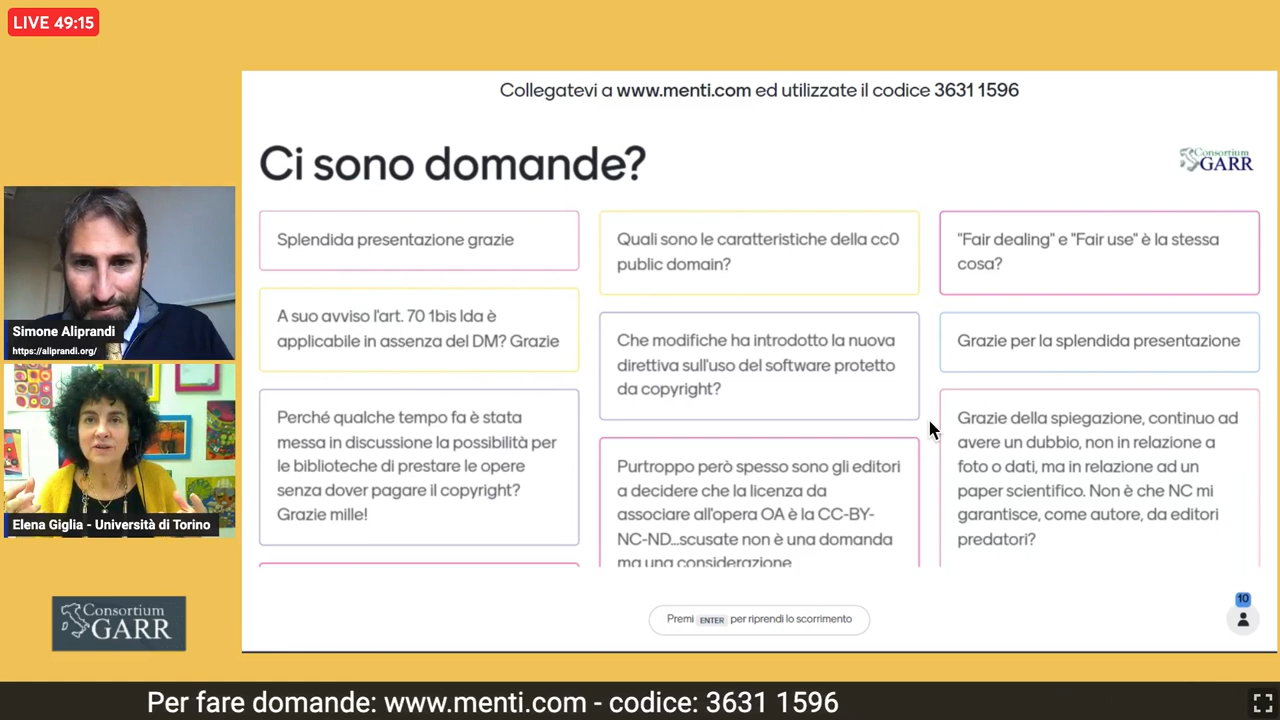 LIVE 49:15
Collegatevi a www.menti.com ed utilizzate il codice 3631 1596
Ci sono domande?
Consortium
GARR
Splendida presentazione grazie
A suo avviso l'art. 70 1bis lda è
applicabile in assenza del DM? Grazie
Perché qualche tempo fa è stata
messa in discussione la possibilità per
le biblioteche di prestare le opere
senza dover pagare il copyright?
Grazie mille!
Quali sono le caratteristiche della cc0
public domain?
Che modifiche ha introdotto la nuova
direttiva sull'uso del software protetto
da copyright?
Purtroppo però spesso sono gli editori
a decidere che la licenza da
associare all'opera OA è la CC-BY-
NC-ND...scusate non è una domanda
ma una considerazione
"Fair dealing" e "Fair use" è la stessa
cosa?
Grazie per la splendida presentazione
Grazie della spiegazione, continuo ad
avere un dubbio, non in relazione a
foto o dati, ma in relazione ad un
paper scientifico. Non è che NC mi
garantisce, come autore, da editori
predatori?
Simone Aliprandi
https://aliprandi.org/
Elena Giglia - Università di Torino
Consortium
GARR
Premi ENTER per riprendi lo scorrimento
10
Per fare domande: www.menti.com - codice: 3631 1596